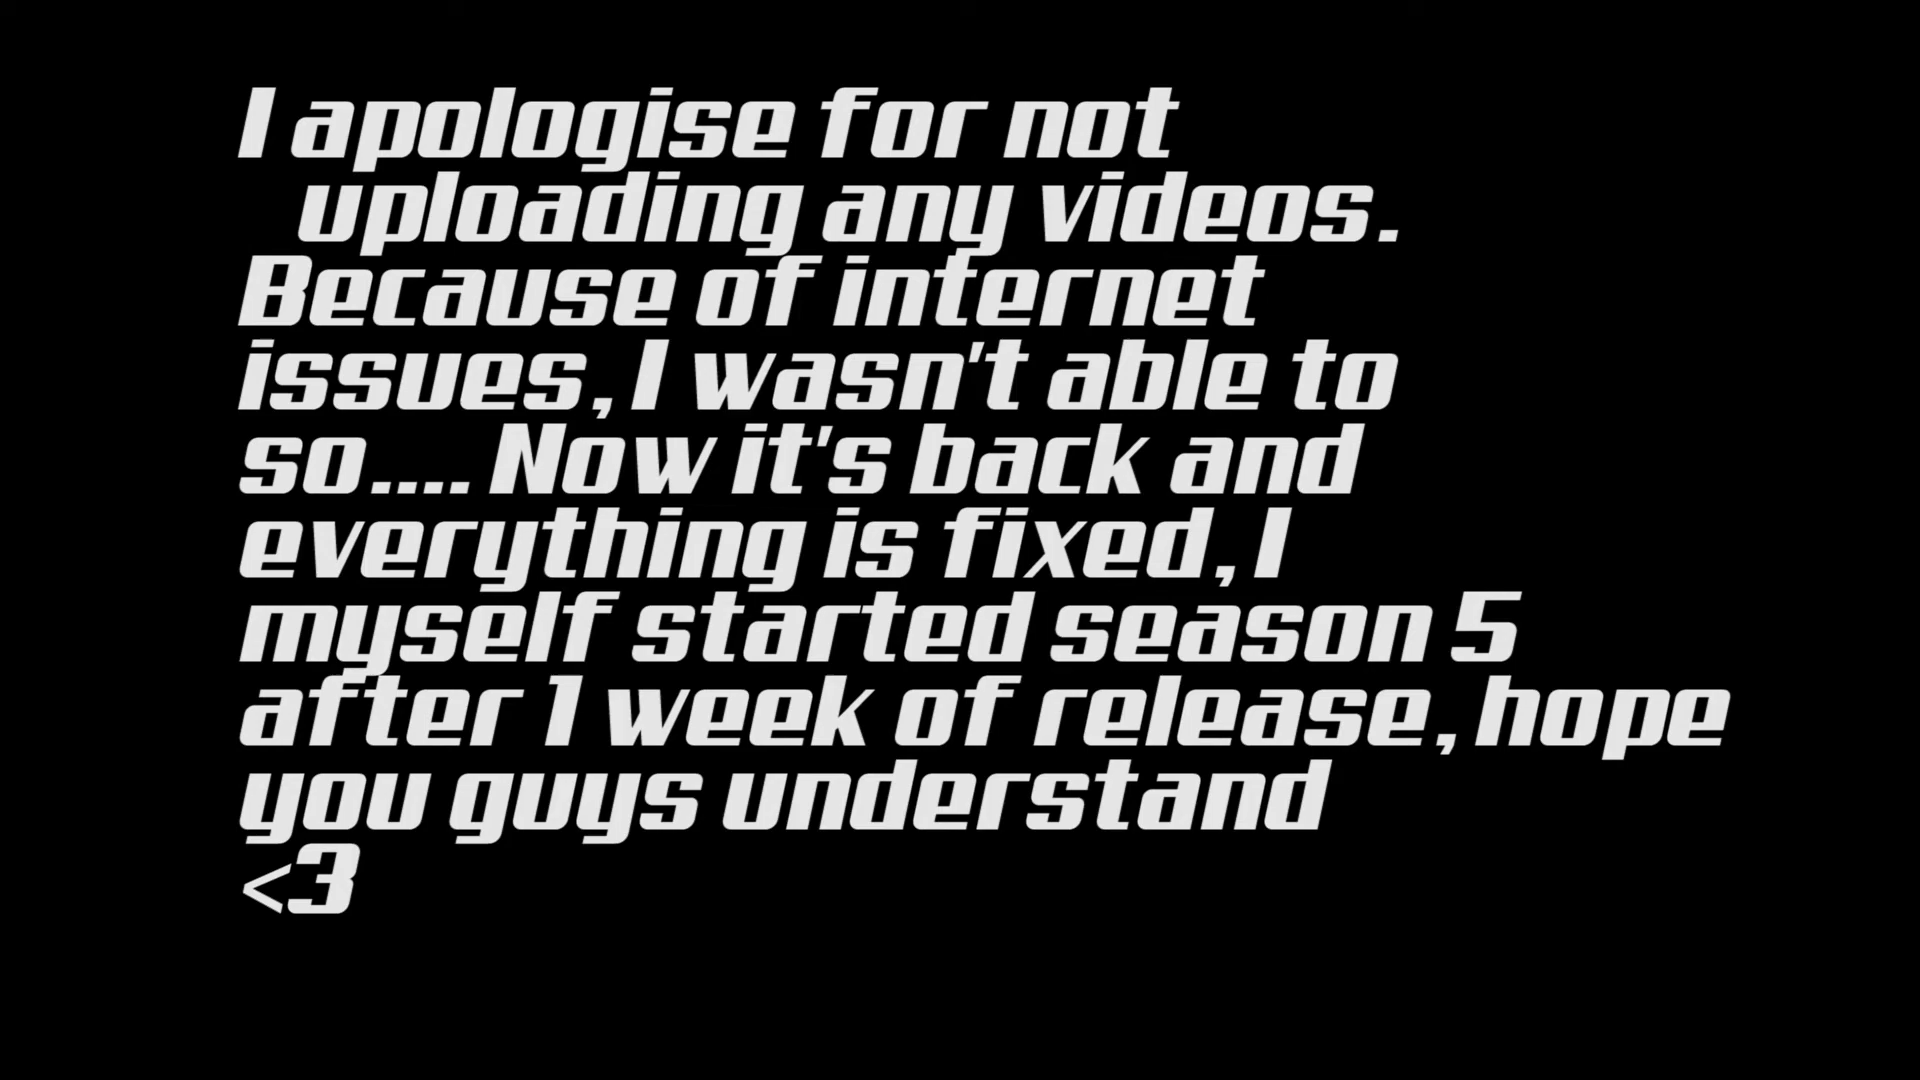 I apologise for not
uploading any videos.
Because of internet
issues, I wasn't able to
so.... Now it's back and
everything is fixed, I
myself started season 5
after 1 week of release, hope
you guys understand
<3